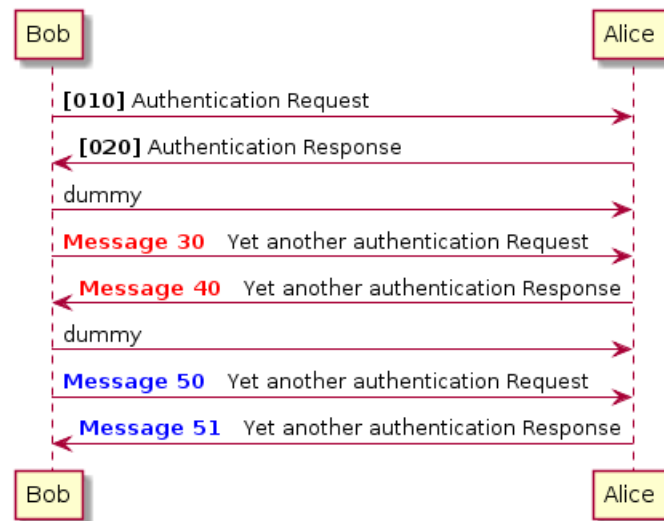 Bob Alice
[010] Authentication Request
[020] Authentication Response
dummy
Message 30 Yet another authentication Request
Message 40 Yet another authentication Response
dummy
Message 50 Yet another authentication Request
Message 51 Yet another authentication Response
Bob Alice